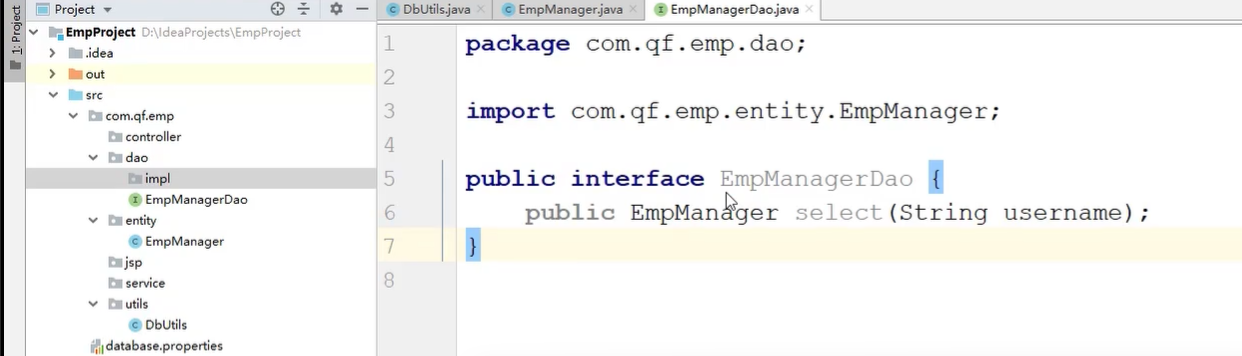 1: Project
Project
DbUtils.java
EmpManager.java
EmpManagerDao.java
EmpProject D:\IdeaProjects\EmpProject
.idea
out
src
com.qf.emp
controller
dao
impl
EmpManagerDao
entity
EmpManager
jsp
service
utils
DbUtils
database.properties
1 package com.qf.emp.dao;
2
3 import com.qf.emp.entity.EmpManager;
4
5 public interface EmpManagerDao {
6 public EmpManager select(String username);
7 }
8